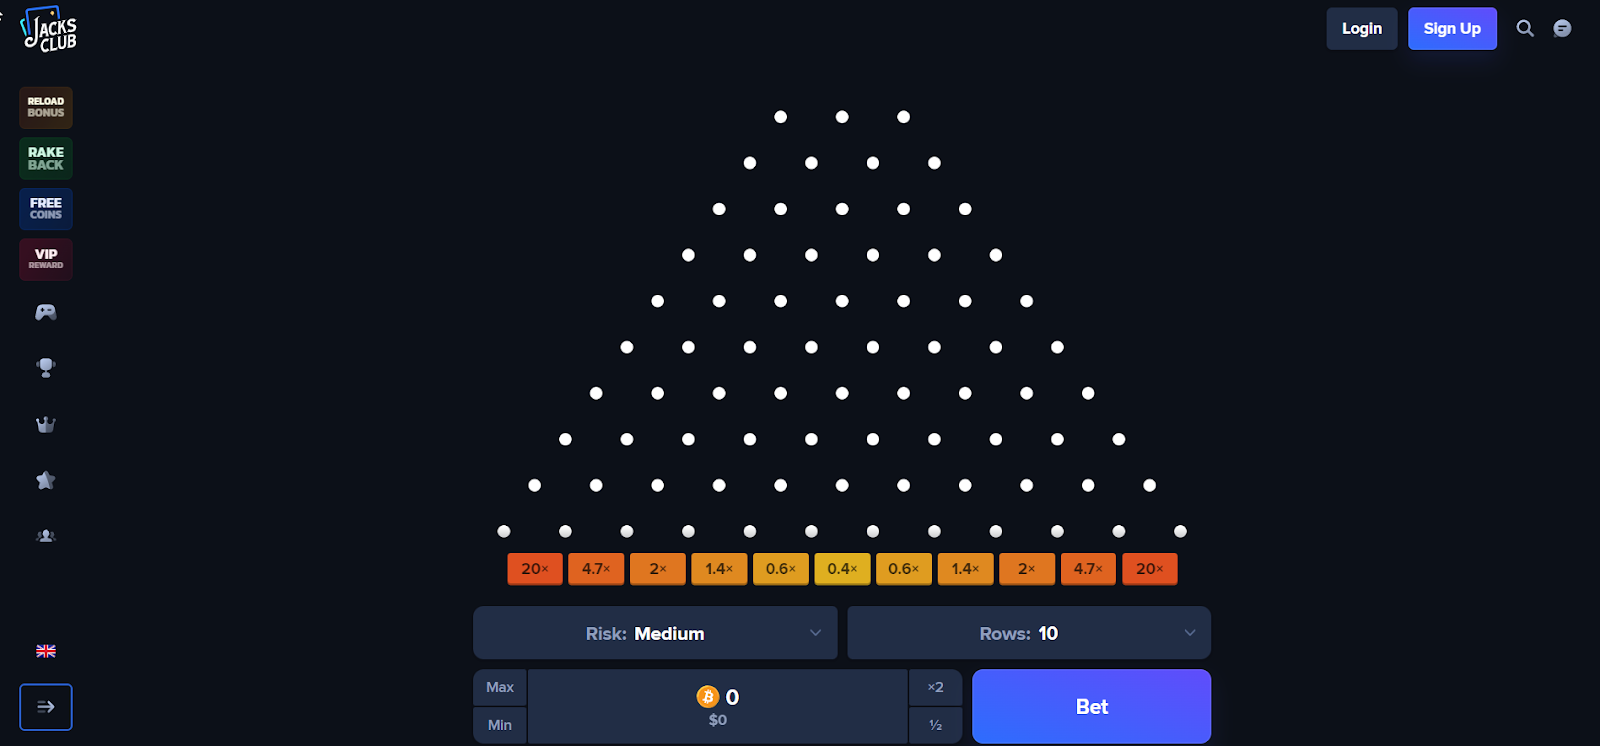 JACKS
CLUB
Login
Sign Up
RELOAD
BONUS
RAKE
BACK
FREE
COINS
VIP
REWARD
20× 4.7× 2× 1.4× 0.6× 0.4× 0.6× 1.4× 2× 4.7× 20×
Risk: Medium
Rows: 10
Max
Min
0
$0
×2
½
Bet